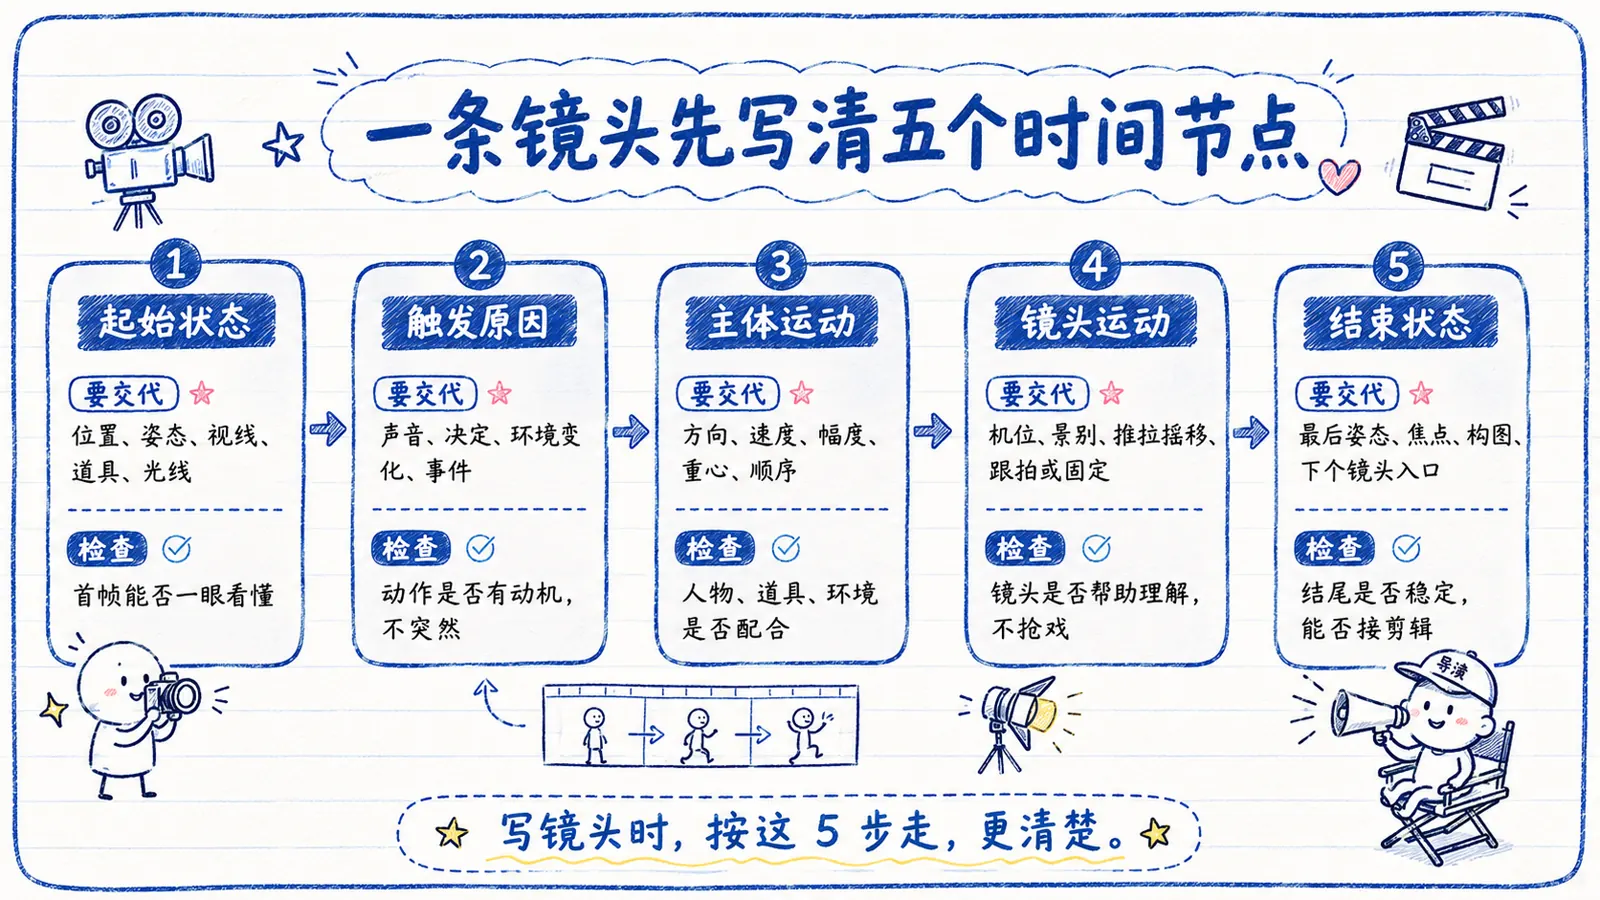 一条镜头先写清五个时间节点
1
起始状态
要交代
位置、姿态、视线、
道具、光线
检查
首帧能否一眼看懂
2
触发原因
要交代
声音、决定、环境变
化、事件
检查
动作是否有动机，
不突然
3
主体运动
要交代
方向、速度、幅度、
重心、顺序
检查
人物、道具、环境
是否配合
4
镜头运动
要交代
机位、景别、推拉摇移、
跟拍或固定
检查
镜头是否帮助理解，
不抢戏
5
结束状态
要交代
最后姿态、焦点、构图、
下个镜头入口
检查
结尾是否稳定，
能否接剪辑
导演
写镜头时，按这 5 步走，更清楚。